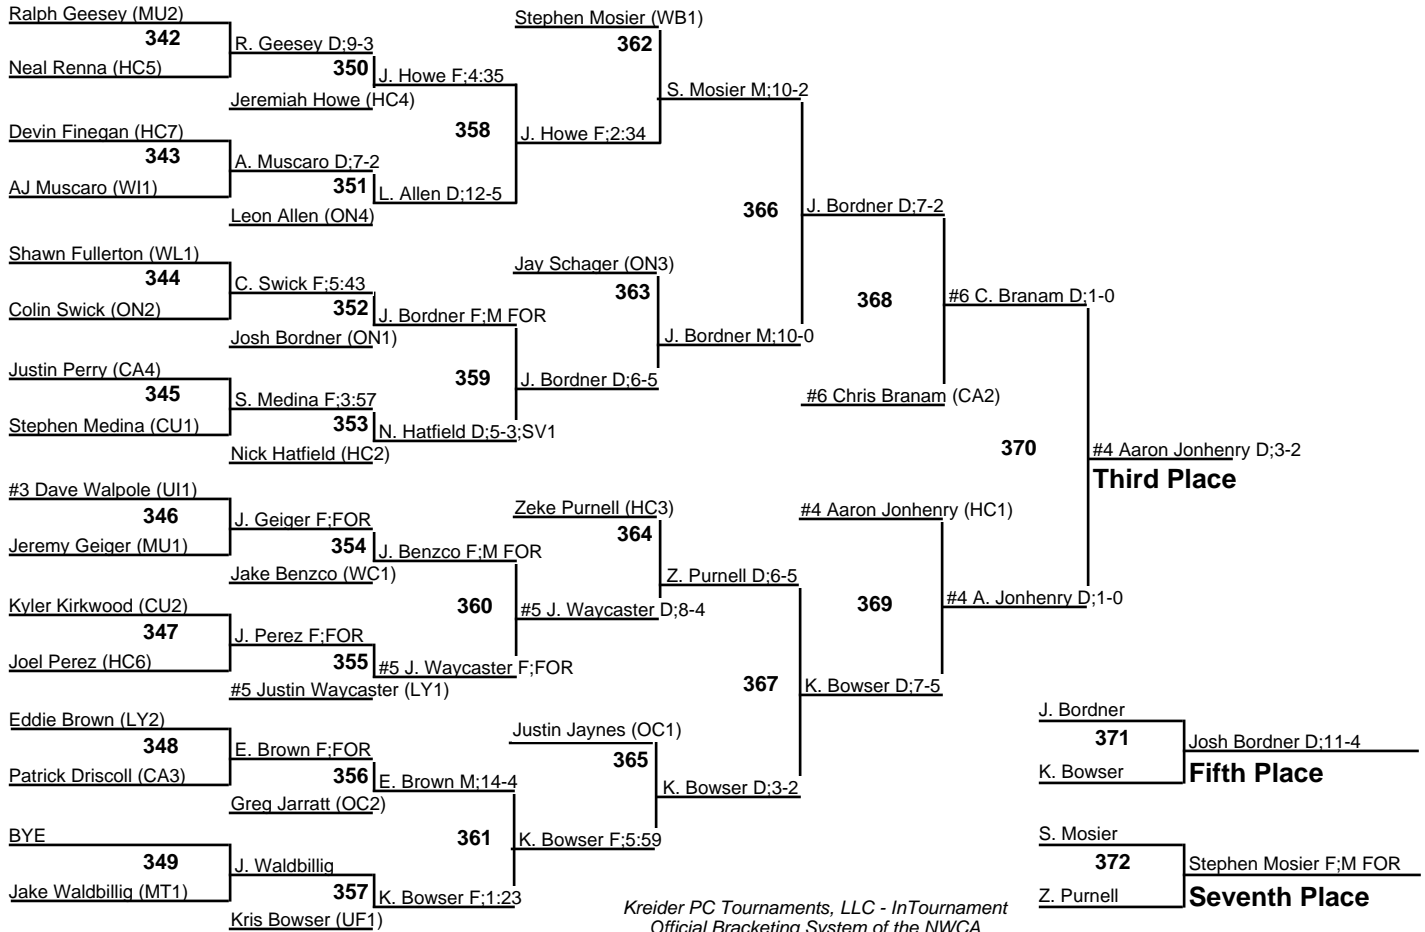 Ralph Geesey (MU2)
342
Neal Renna (HC5)
R. Geesey D;9-3
350
Jeremiah Howe (HC4)
J. Howe F;4:35
Devin Finegan (HC7)
343
AJ Muscaro (WI1)
A. Muscaro D;7-2
351
Leon Allen (ON4)
L. Allen D;12-5
358
J. Howe F;2:34
Stephen Mosier (WB1)
362
S. Mosier M;10-2
Shawn Fullerton (WL1)
344
Colin Swick (ON2)
C. Swick F;5:43
352
Josh Bordner (ON1)
J. Bordner F;M FOR
Justin Perry (CA4)
345
Stephen Medina (CU1)
S. Medina F;3:57
353
Nick Hatfield (HC2)
N. Hatfield D;5-3;SV1
359
J. Bordner D;6-5
Jay Schager (ON3)
363
J. Bordner M;10-0
366
J. Bordner D;7-2
368
#6 Chris Branam (CA2)
#6 C. Branam D;1-0
#3 Dave Walpole (UI1)
346
Jeremy Geiger (MU1)
J. Geiger F;FOR
354
Jake Benzco (WC1)
J. Benzco F;M FOR
Kyler Kirkwood (CU2)
347
Joel Perez (HC6)
J. Perez F;FOR
355
#5 Justin Waycaster (LY1)
#5 J. Waycaster F;FOR
360
#5 J. Waycaster D;8-4
Zeke Purnell (HC3)
364
Z. Purnell D;6-5
Eddie Brown (LY2)
348
Patrick Driscoll (CA3)
E. Brown F;FOR
356
Greg Jarratt (OC2)
E. Brown M;14-4
BYE
349
Jake Waldbillig (MT1)
J. Waldbillig
357
Kris Bowser (UF1)
K. Bowser F;1:23
361
K. Bowser F;5:59
Justin Jaynes (OC1)
365
K. Bowser D;3-2
367
K. Bowser D;7-5
#4 Aaron Jonhenry (HC1)
369
#4 A. Jonhenry D;1-0
370
#4 Aaron Jonhenry D;3-2
Third Place
J. Bordner
371
K. Bowser
Josh Bordner D;11-4
Fifth Place
S. Mosier
372
Z. Purnell
Stephen Mosier F;M FOR
Seventh Place
Kreider PC Tournaments, LLC - InTournament
Official Bracketing System of the NWCA